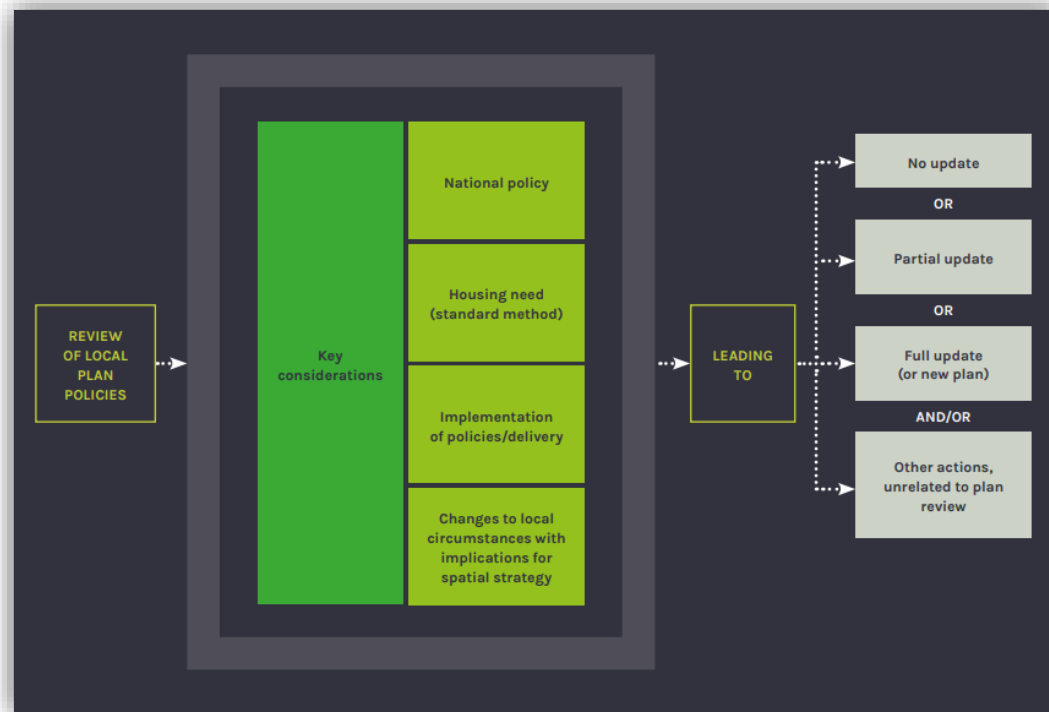 REVIEW
OF LOCAL
PLAN
POLICIES
Key
considerations
National policy
Housing need
(standard method)
Implementation
of policies/delivery
Changes to local
circumstances with
implications for
spatial strategy
LEADING
TO
No update
OR
Partial update
OR
Full update
(or new plan)
AND/OR
Other actions,
unrelated to plan
review